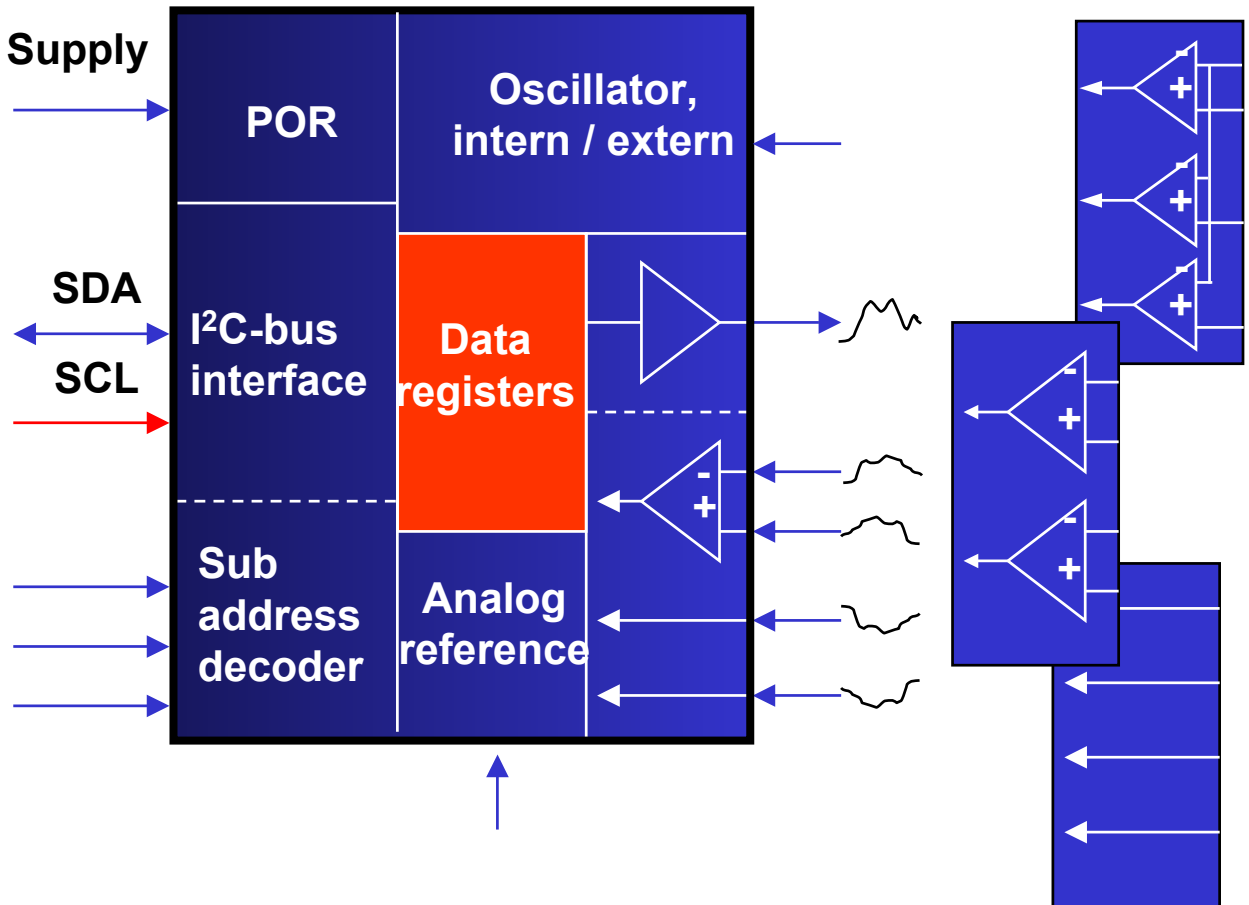 Supply
POR
Oscillator,
intern / extern
SDA
I²C-bus
interface
SCL
Data
registers
Sub
address
decoder
Analog
reference
-
+
-
+
-
+
-
+
-
+
-
+